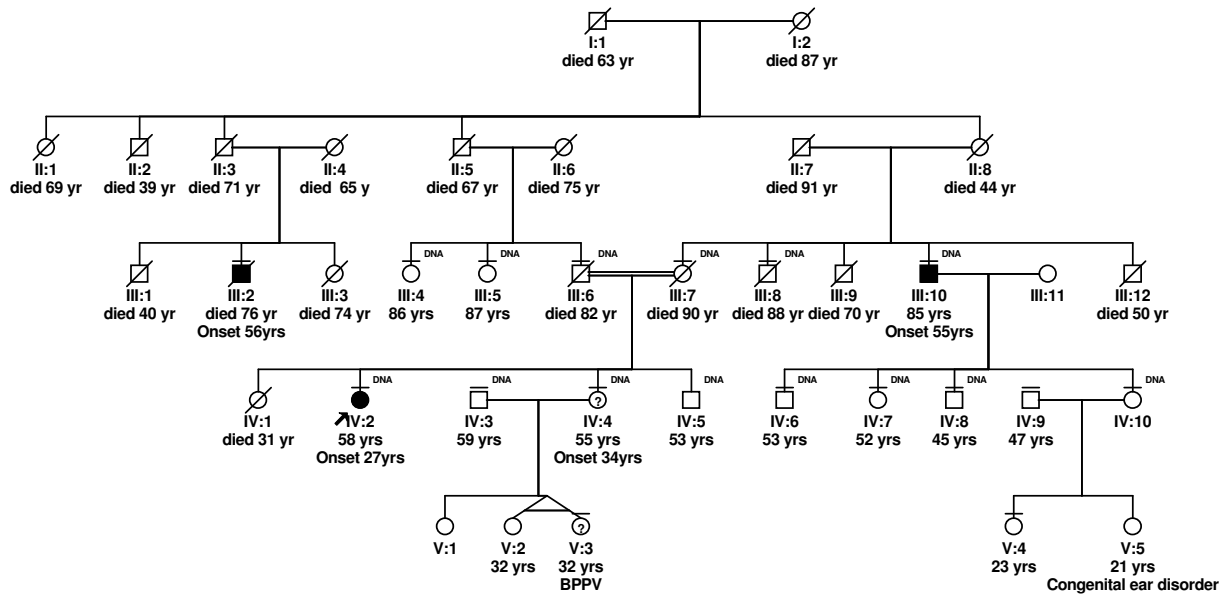 I:1
died 63 yr
I:2
died 87 yr
II:1
died 69 yr
II:2
died 39 yr
II:3
died 71 yr
II:4
died 65 y
II:5
died 67 yr
II:6
died 75 yr
II:7
died 91 yr
II:8
died 44 yr
III:1
died 40 yr
III:2
died 76 yr
Onset 56yrs
III:3
died 74 yr
DNA
III:4
86 yrs
DNA
III:5
87 yrs
DNA
III:6
died 82 yr
DNA
III:7
died 90 yr
DNA
III:8
died 88 yr
III:9
died 70 yr
DNA
III:10
85 yrs
Onset 55yrs
III:11
III:12
died 50 yr
IV:1
died 31 yr
DNA
IV:2
58 yrs
Onset 27yrs
DNA
IV:3
59 yrs
DNA
?
IV:4
55 yrs
Onset 34yrs
DNA
IV:5
53 yrs
DNA
IV:6
53 yrs
DNA
IV:7
52 yrs
DNA
IV:8
45 yrs
IV:9
47 yrs
DNA
IV:10
V:1
V:2
32 yrs
?
V:3
32 yrs
BPPV
V:4
23 yrs
V:5
21 yrs
Congenital ear disorder